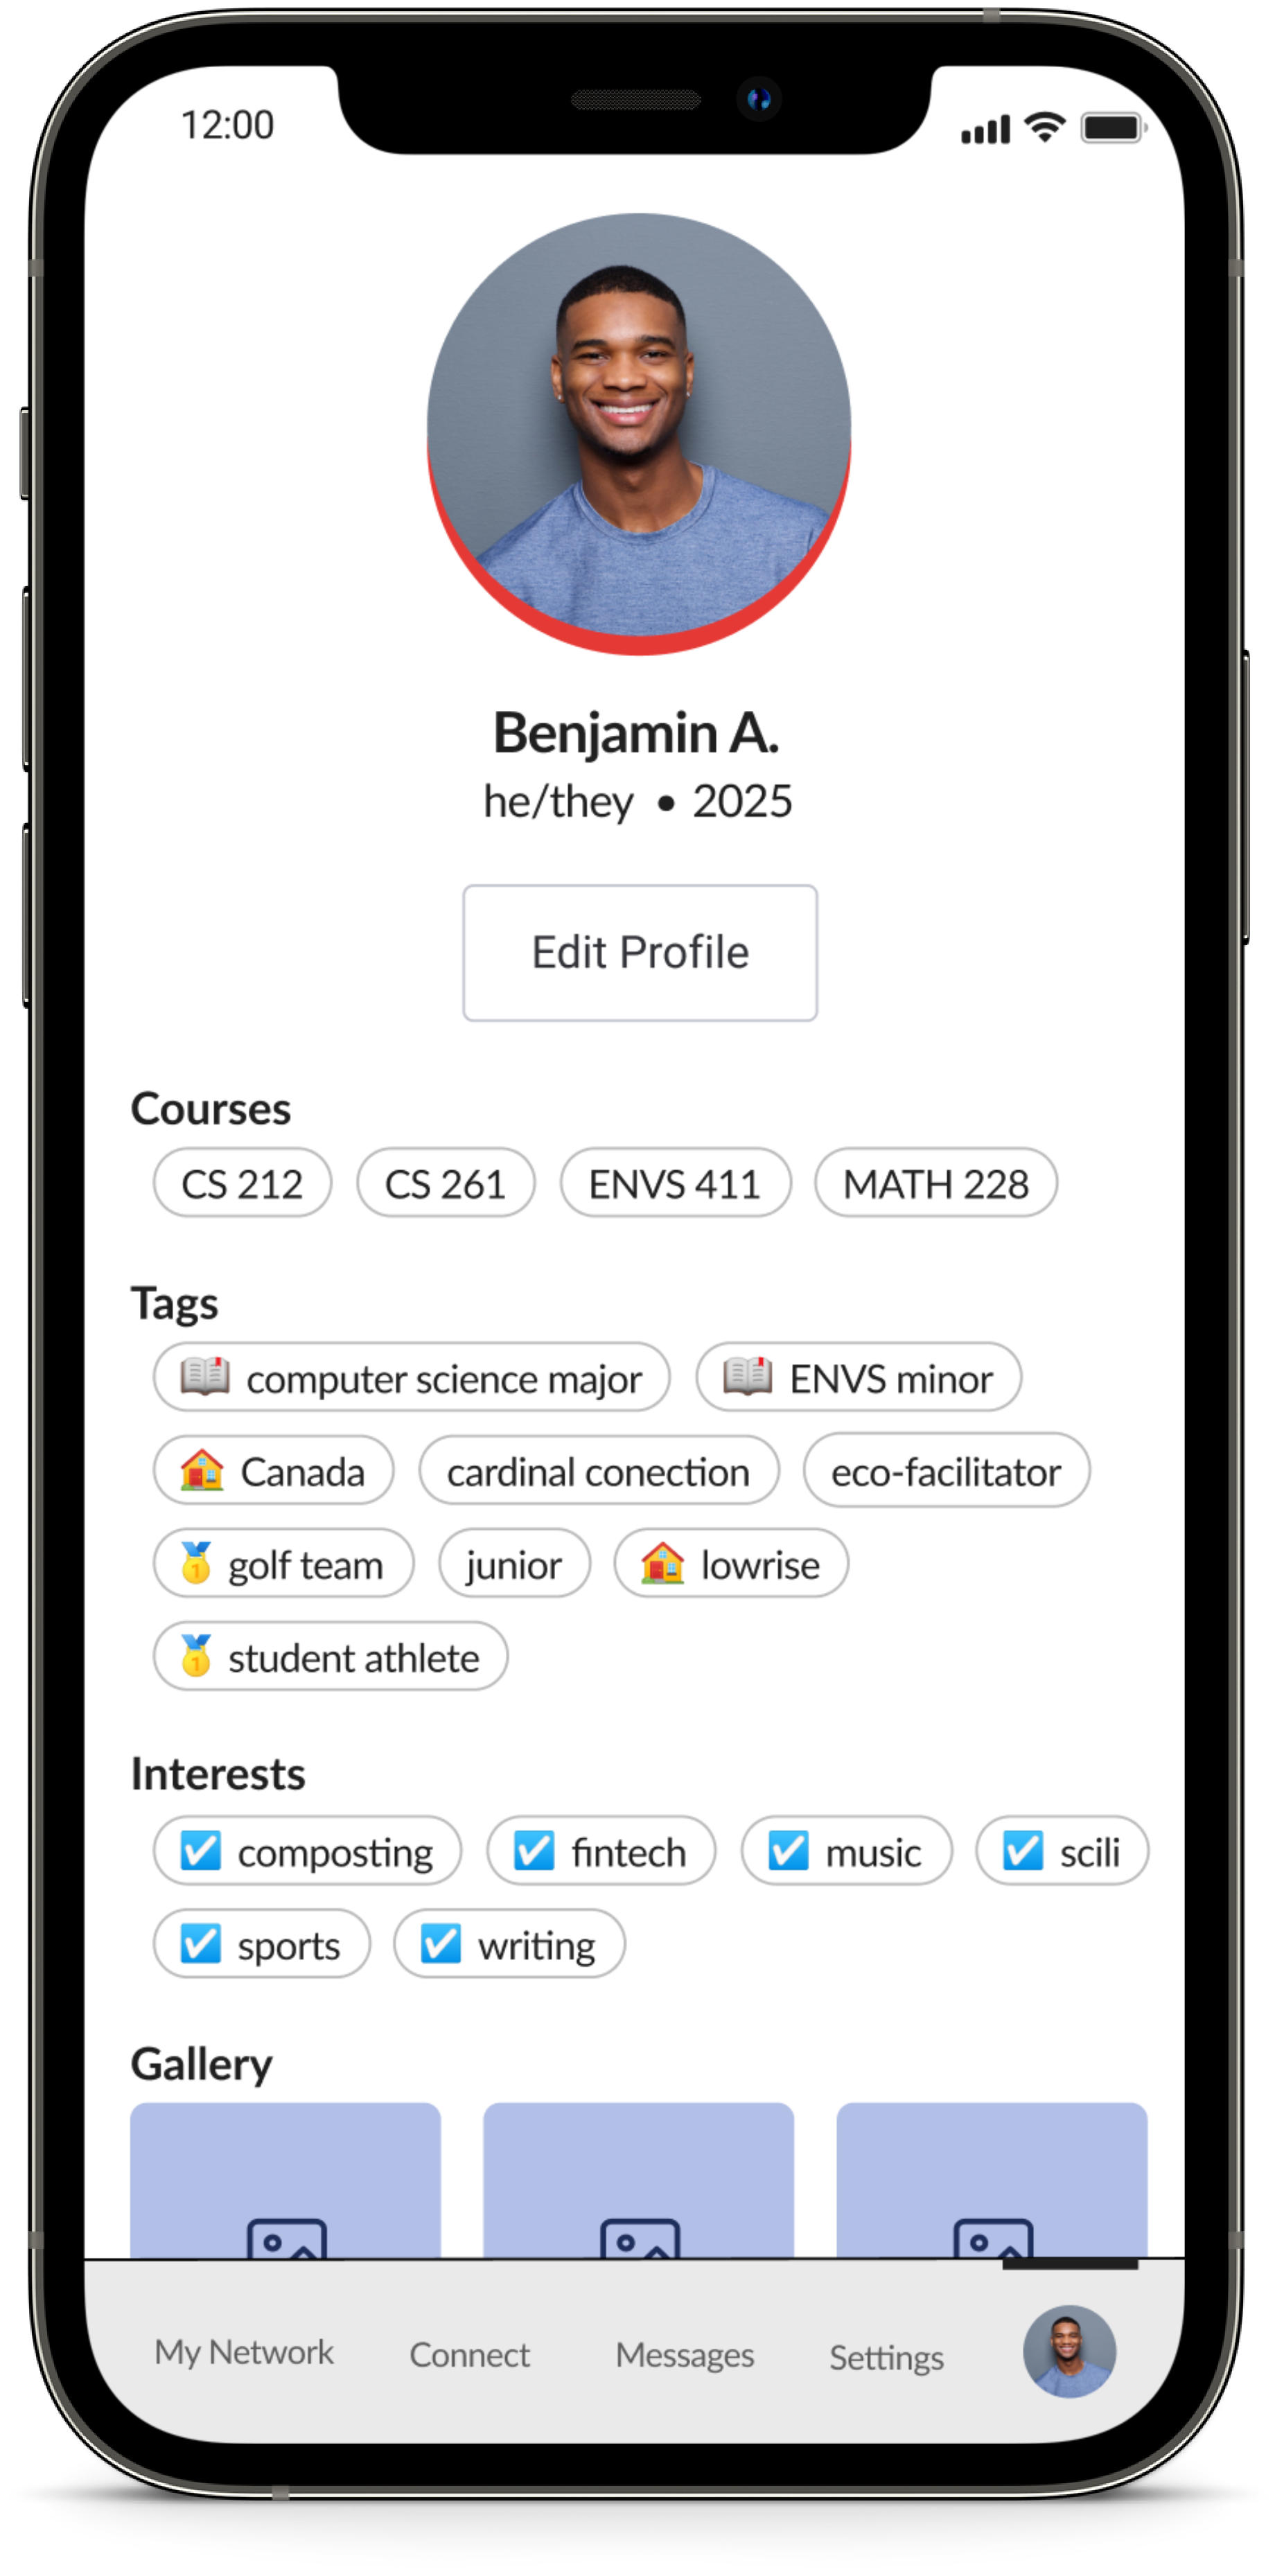 12:00
Benjamin A.
he/they • 2025
Edit Profile
Courses
CS 212 CS 261 ENVS 411 MATH 228
Tags
computer science major ENVS minor
Canada cardinal conection eco-facilitator
golf team junior lowrise
student athlete
Interests
composting fintech music scili
sports writing
Gallery
My Network Connect Messages Settings